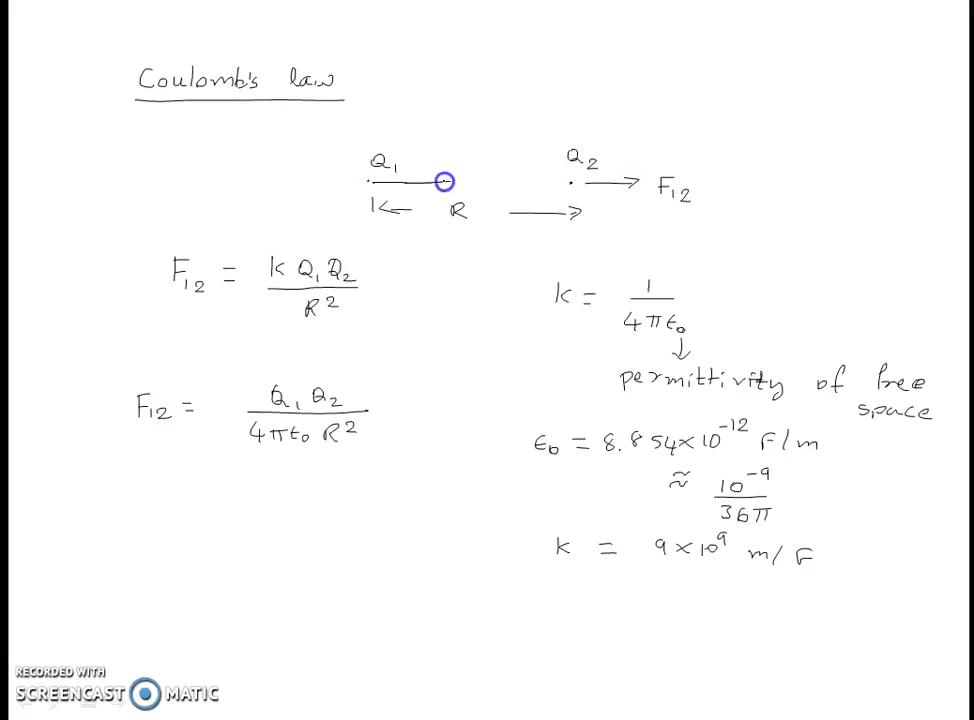 Coulomb's law
Q₁ Q₂
F₁₂
R
F₁₂ = k Q₁ Q₂ / R²
k = 1 / 4πϵ₀
permittivity of free
space
F₁₂ = Q₁ Q₂ / 4πϵ₀ R²
ϵ₀ = 8.854×10⁻¹² F/m
≈ 10⁻⁹ / 36π
k = 9×10⁹ m/F
RECORDED WITH
SCREENCAST MATIC